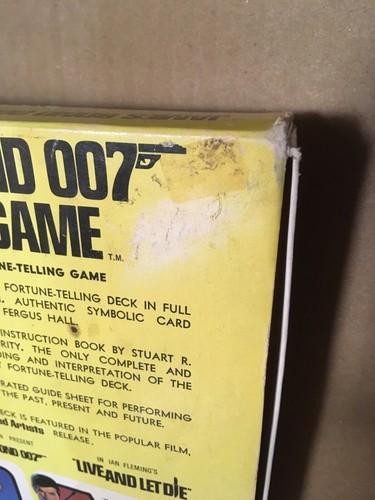 ND 007
GAME T.M.
NE-TELLING GAME
FORTUNE-TELLING DECK IN FULL
AUTHENTIC SYMBOLIC CARD
FERGUS HALL.
INSTRUCTION BOOK BY STUART R.
RITY. THE ONLY COMPLETE AND
DING AND INTERPRETATION OF THE
FORTUNE-TELLING DECK.
RATED GUIDE SHEET FOR PERFORMING
THE PAST, PRESENT AND FUTURE.
ECK IS FEATURED IN THE POPULAR FILM,
ed Artists RELEASE.
PRESENT
IN IAN FLEMING'S
OND 007"
"LIVE AND LET DIE"